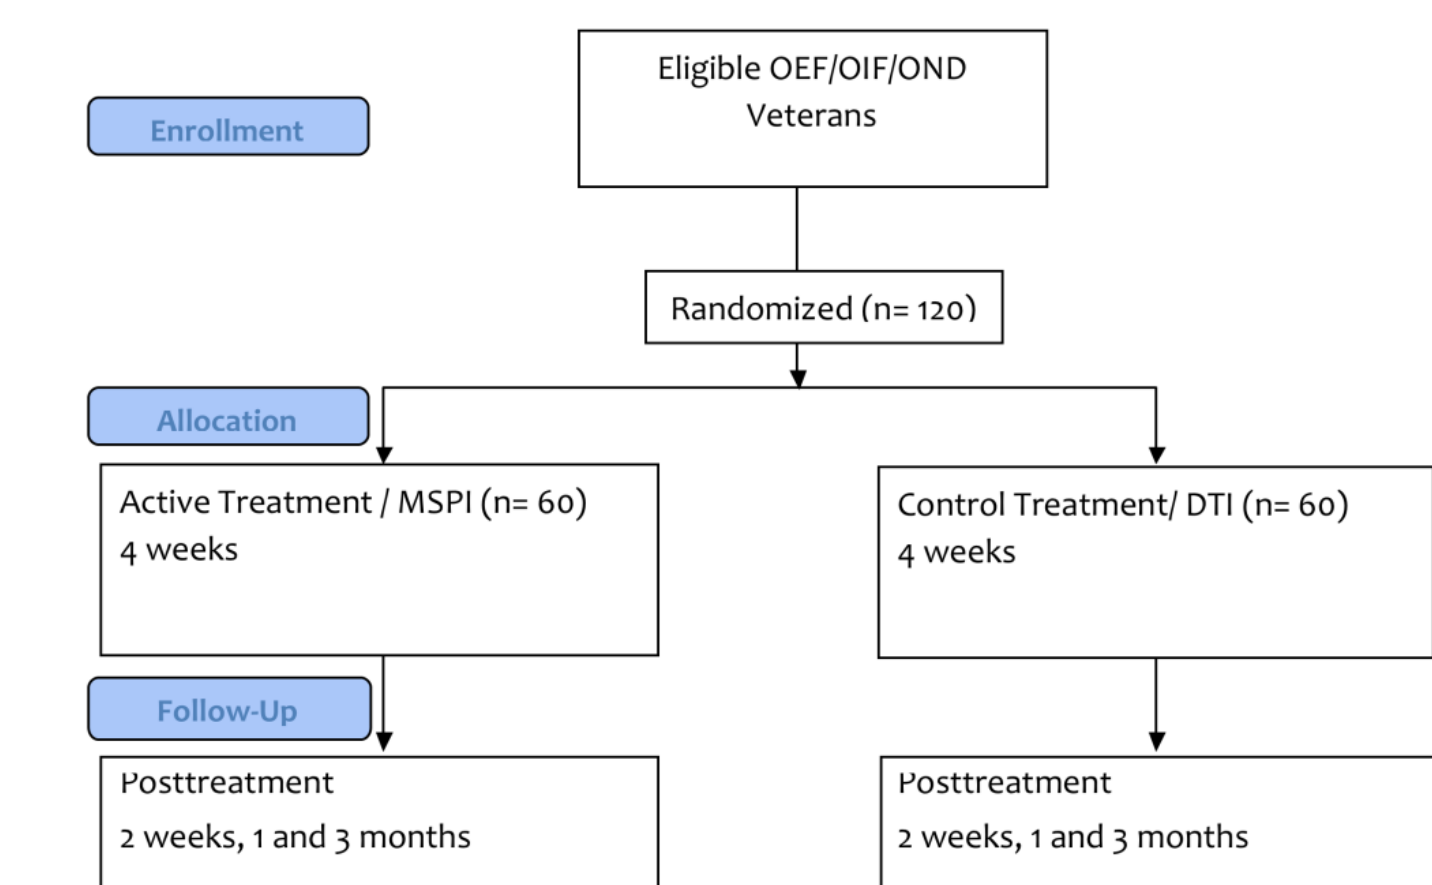 Eligible OEF/OIF/OND
Veterans
Enrollment
Randomized (n= 120)
Allocation
Active Treatment / MSPI (n= 60)
4 weeks
Control Treatment/ DTI (n= 60)
4 weeks
Follow-Up
Posttreatment
2 weeks, 1 and 3 months
Posttreatment
2 weeks, 1 and 3 months